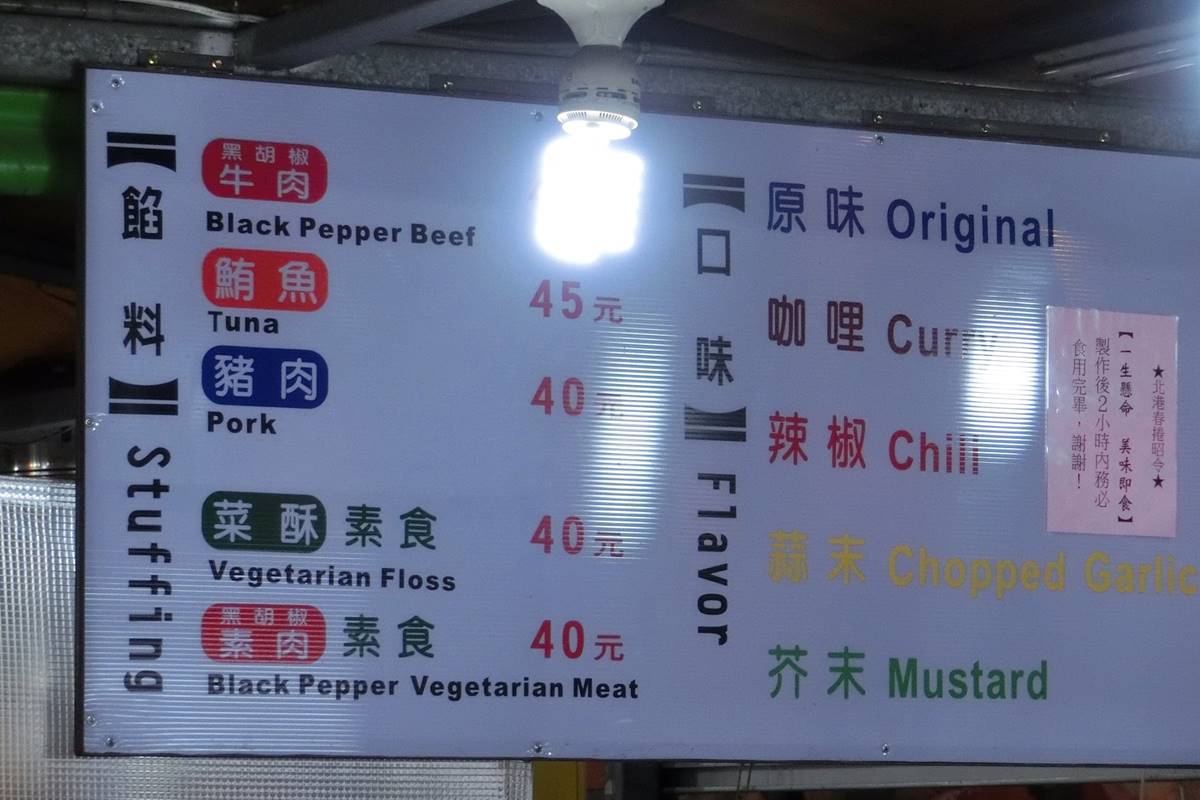 【餡料】Stuffing
黑胡椒
牛肉
Black Pepper Beef
鮪魚
45元
Tuna
豬肉
40元
Pork
菜酥 素食
40元
Vegetarian Floss
黑胡椒
素肉 素食
40元
Black Pepper Vegetarian Meat
【口味】Flavor
原味 Original
咖哩 Curry
辣椒 Chili
蒜末 Chopped Garlic
芥末 Mustard
★北港春捲昭令★
【一生懸命 美味即食】
製作後2小時內務必
食用完畢，謝謝！